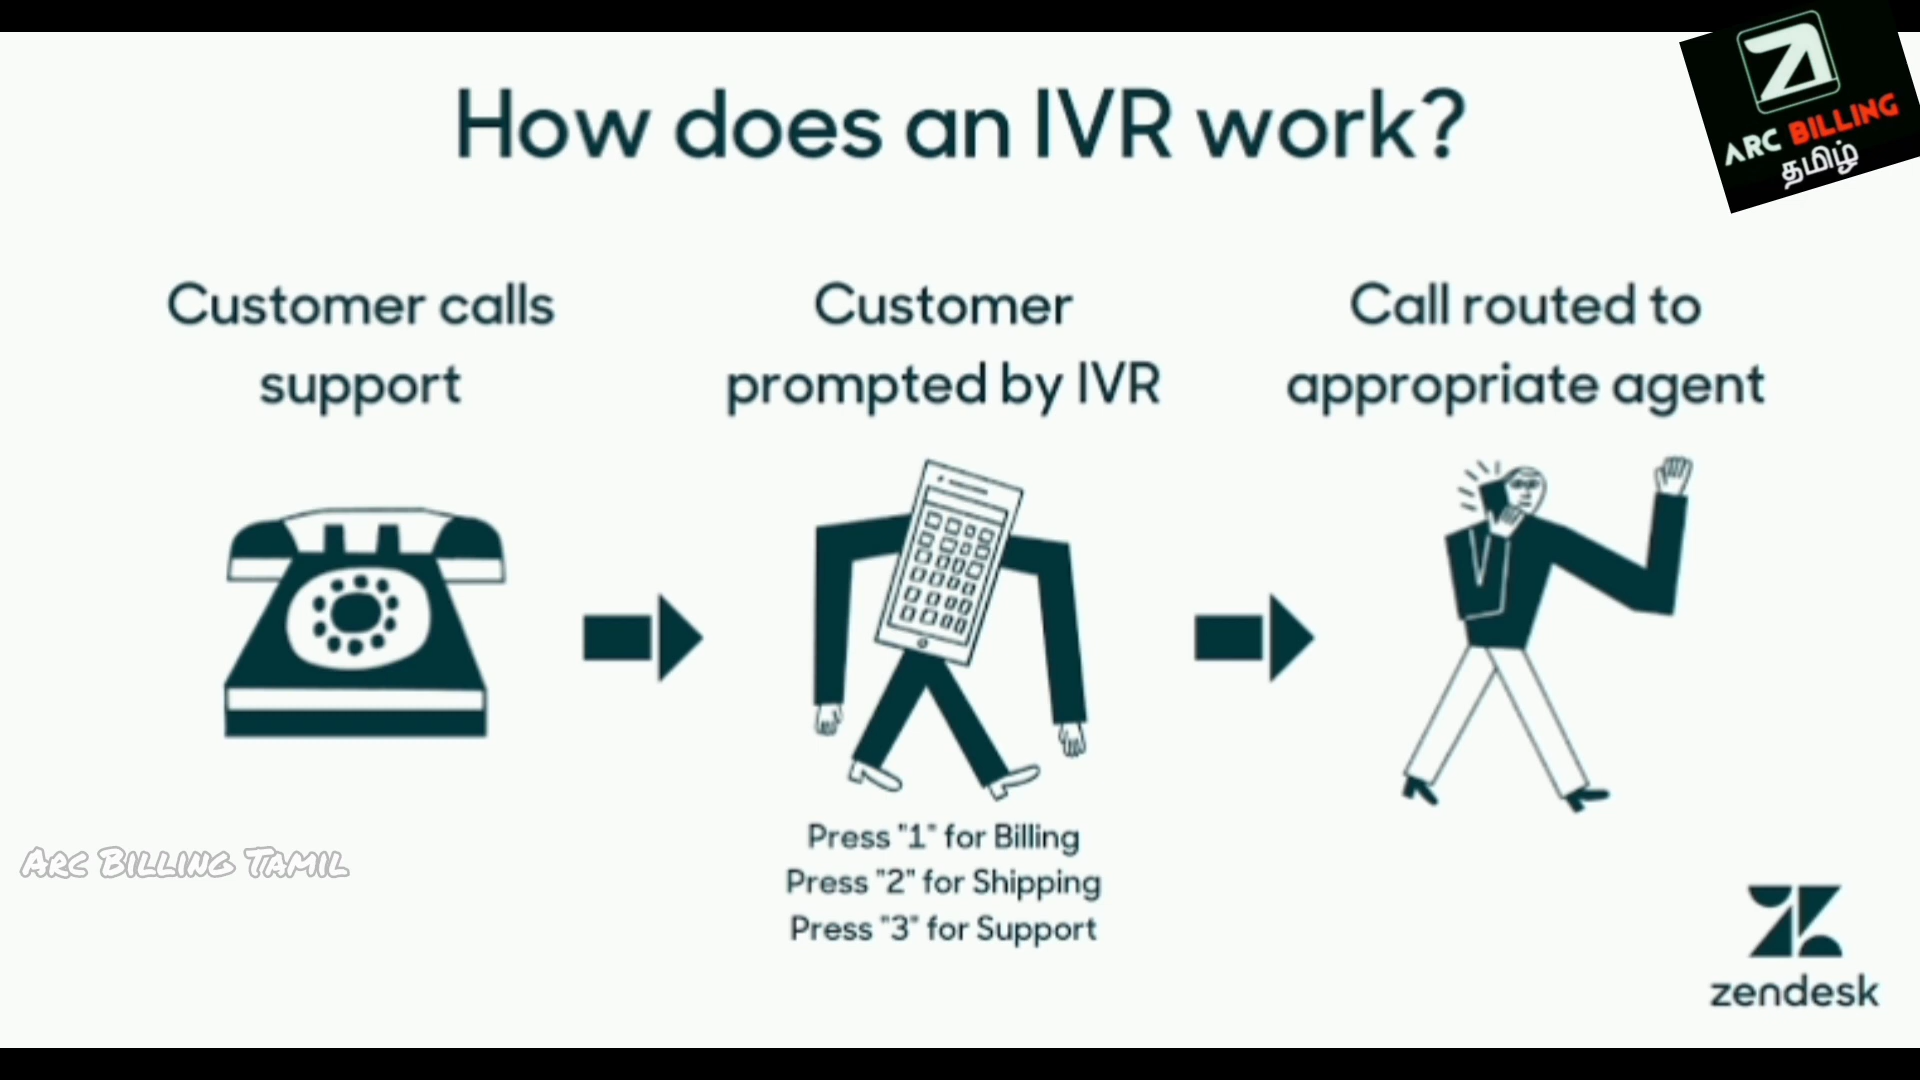 How does an IVR work?
ARC BILLING
தமிழ்
Customer calls
support
Customer
prompted by IVR
Call routed to
appropriate agent
Press "1" for Billing
Press "2" for Shipping
Press "3" for Support
Arc Billing Tamil
zendesk